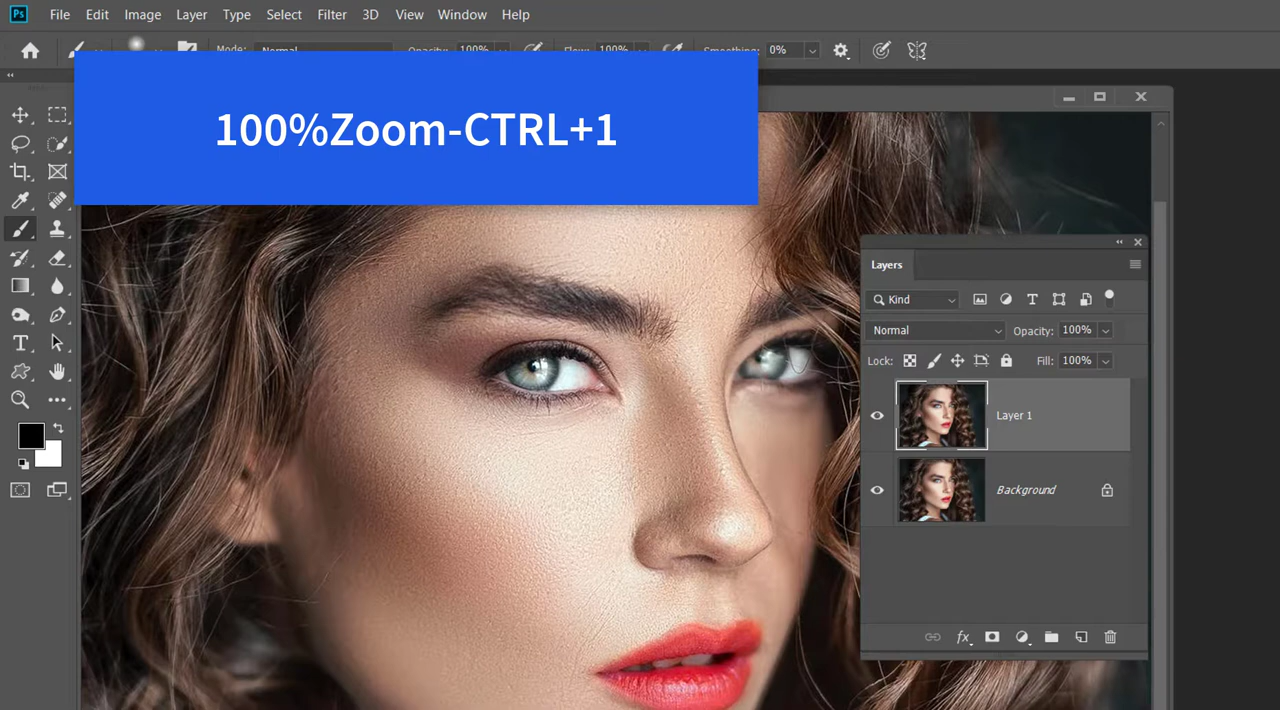 Ps File Edit Image Layer Type Select Filter 3D View Window Help
Mode: Normal Opacity: 100% Flow: 100% Smoothing: 0%
100%Zoom-CTRL+1
Layers
Kind
Normal Opacity: 100%
Lock: Fill: 100%
Layer 1
Background
fx